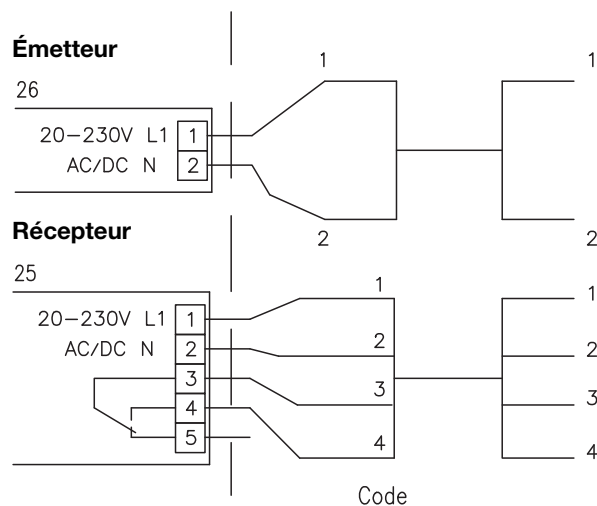 Émetteur
1 1
26
20-230V L1 1
AC/DC N 2
2 2
Récepteur
25
1 1
20-230V L1 1
AC/DC N 2
2 2
3
3 3
4
4 4
5
Code